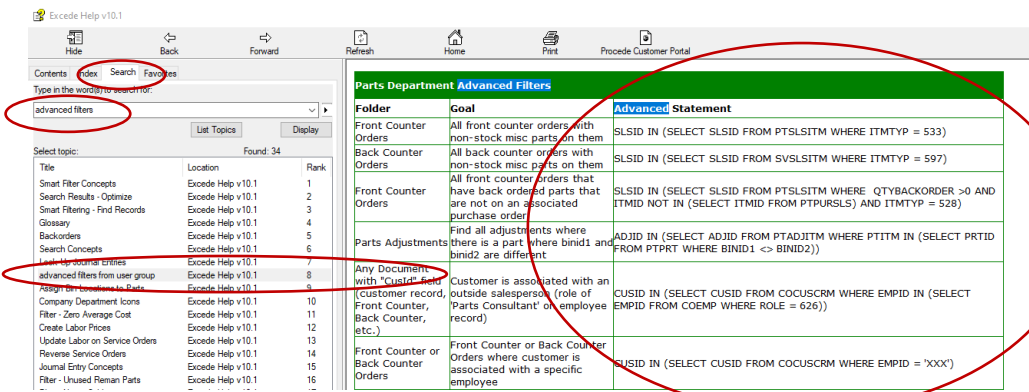 Excede Help v10.1
Hide Back Forward Refresh Home Print Procede Customer Portal
Contents Index Search Favorites
Type in the word(s) to search for:
advanced filters
List Topics Display
Select topic: Found: 34
Title Location Rank
Smart Filter Concepts Excede Help v10.1 1
Search Results - Optimize Excede Help v10.1 2
Smart Filtering - Find Records Excede Help v10.1 3
Glossary Excede Help v10.1 4
Backorders Excede Help v10.1 5
Search Concepts Excede Help v10.1 6
Look Up Journal Entries Excede Help v10.1 7
advanced filters from user group Excede Help v10.1 8
Assign Bin Locations to Parts Excede Help v10.1 9
Company Department Icons Excede Help v10.1 10
Filter - Zero Average Cost Excede Help v10.1 11
Create Labor Prices Excede Help v10.1 12
Update Labor on Service Orders Excede Help v10.1 13
Reverse Service Orders Excede Help v10.1 14
Journal Entry Concepts Excede Help v10.1 15
Filter - Unused Reman Parts Excede Help v10.1 16
Parts Department Advanced Filters
Folder Goal Advanced Statement
Front Counter
Orders
All front counter orders with
non-stock misc parts on them
SLSID IN (SELECT SLSID FROM PTSLSITM WHERE ITMTYP = 533)
Back Counter
Orders
All back counter orders with
non-stock misc parts on them
SLSID IN (SELECT SLSID FROM SVSLSITM WHERE ITMTYP = 597)
Front Counter
Orders
All front counter orders that
have back ordered parts that
are not on an associated
purchase order
SLSID IN (SELECT SLSID FROM PTSLSITM WHERE QTYBACKORDER >0 AND
ITMID NOT IN (SELECT ITMID FROM PTPURSLS) AND ITMTYP = 528)
Parts Adjustments
Find all adjustments where
there is a part where binid1 and
binid2 are different
ADJID IN (SELECT ADJID FROM PTADJITM WHERE PTITM IN (SELECT PRTID
FROM PTPRT WHERE BINID1 <> BINID2))
Any Document
with "CusId" field
(customer record,
Front Counter,
Back Counter,
etc.)
Customer is associated with an
outside salesperson (role of
'Parts Consultant' on employee
record)
CUSID IN (SELECT CUSID FROM COCUSCRM WHERE EMPID IN (SELECT
EMPID FROM COEMP WHERE ROLE = 626))
Front Counter or
Back Counter
Orders
Front Counter or Back Counter
Orders where customer is
associated with a specific
employee
CUSID IN (SELECT CUSID FROM COCUSCRM WHERE EMPID = 'XXX')